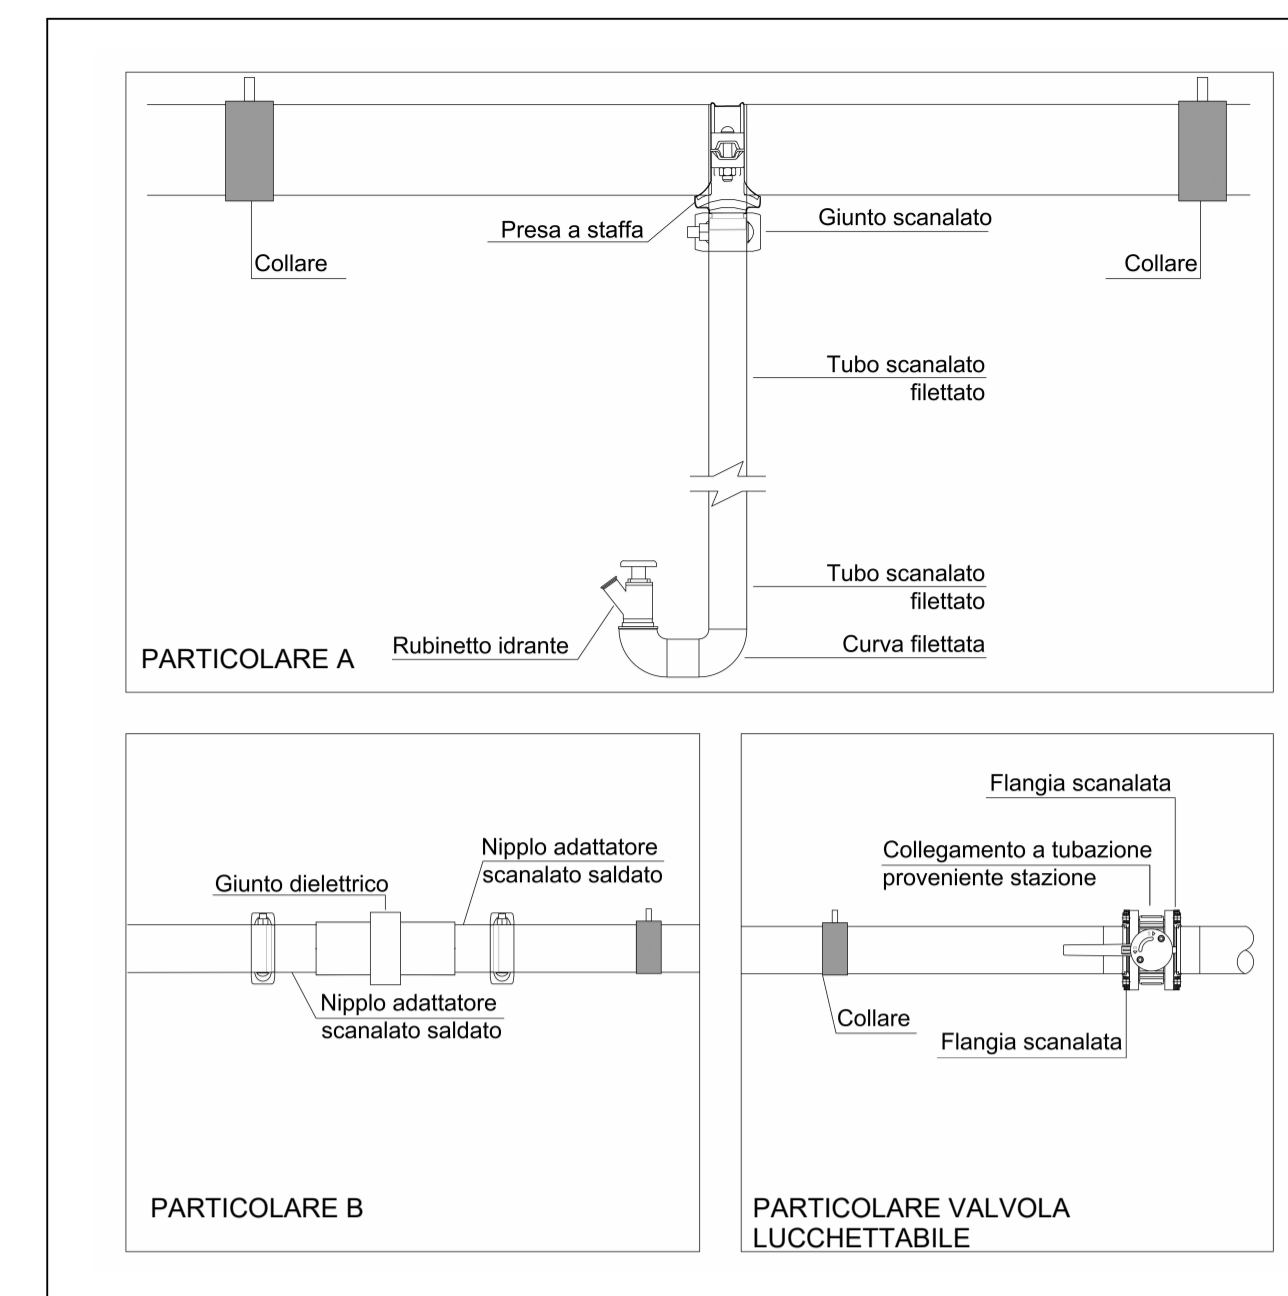 Presa a staffa
Giunto scanalato
Collare
Collare
Tubo scanalato
filettato
Tubo scanalato
filettato
Rubinetto idrante
Curva filettata
PARTICOLARE A
Nipplo adattatore
scanalato saldato
Giunto dielettrico
Nipplo adattatore
scanalato saldato
PARTICOLARE B
Flangia scanalata
Collegamento a tubazione
proveniente stazione
Collare
Flangia scanalata
PARTICOLARE VALVOLA
LUCCHETTABILE